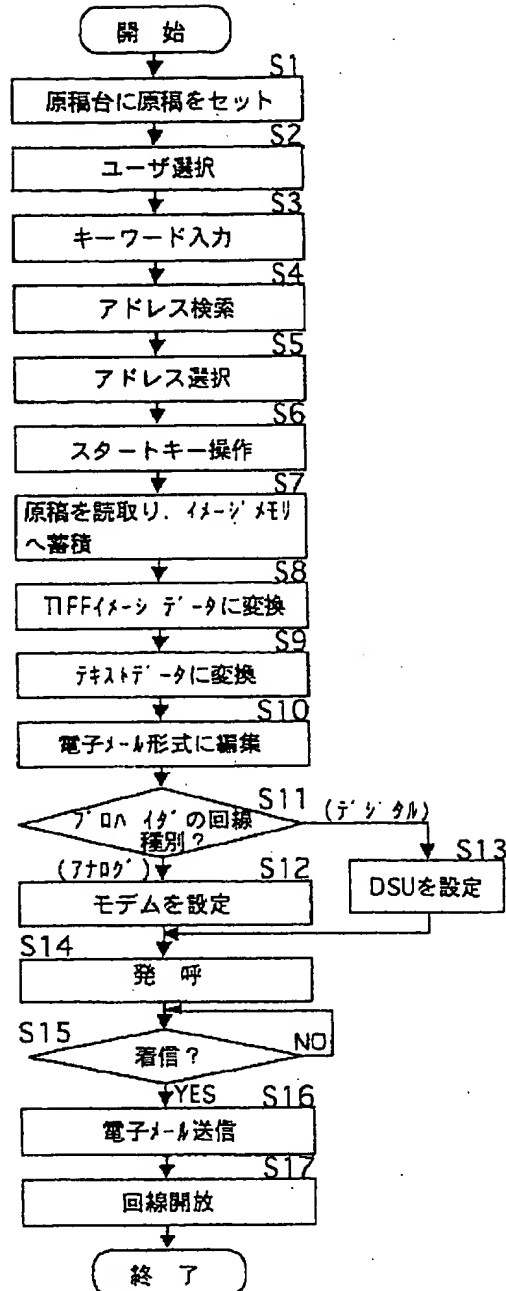 開 始
S1
原稿台に原稿をセット
S2
ユーザ選択
S3
キーワード入力
S4
アドレス検索
S5
アドレス選択
S6
スタートキー操作
S7
原稿を読取り、イメージメモリ
へ蓄積
S8
TIFFイメージデータに変換
S9
テキストデータに変換
S10
電子メール形式に編集
S11
プロバイダの回線
種別？
(デジタル)
(アナログ)
S12
モデムを設定
S13
DSUを設定
S14
発 呼
S15
着信？
NO
YES
S16
電子メール送信
S17
回線開放
終 了